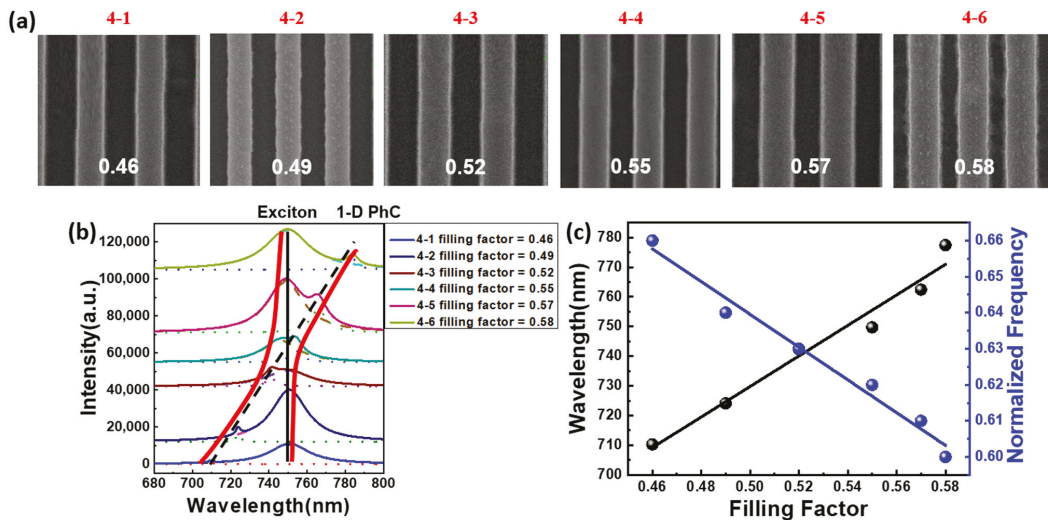 4-1 4-2 4-3 4-4 4-5 4-6
(a)
0.46 0.49 0.52 0.55 0.57 0.58
(b)
Exciton 1-D PhC
Intensity(a.u.)
120,000
100,000
80,000
60,000
40,000
20,000
0
680 700 720 740 760 780 800
Wavelength(nm)
4-1 filling factor = 0.46
4-2 filling factor = 0.49
4-3 filling factor = 0.52
4-4 filling factor = 0.55
4-5 filling factor = 0.57
4-6 filling factor = 0.58
(c)
Wavelength(nm)
780
770
760
750
740
730
720
710
700
0.46 0.48 0.50 0.52 0.54 0.56 0.58
Filling Factor
0.66
0.65
0.64
0.63
0.62
0.61
0.60
Normalized Frequency